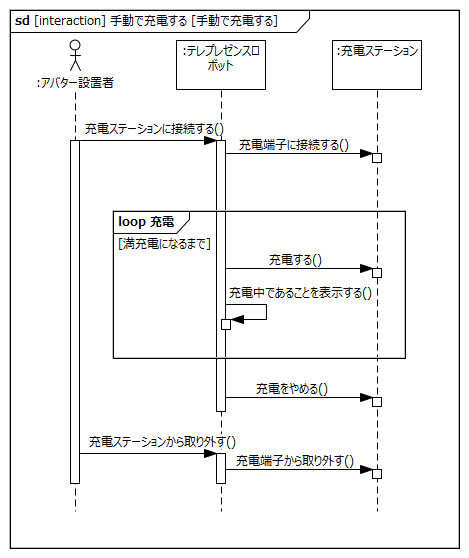 sd [interaction] 手動で充電する [手動で充電する]
:アバター設置者
:テレプレゼンスロ
ボット
:充電ステーション
充電ステーションに接続する()
充電端子に接続する()
loop 充電
[満充電になるまで]
充電する()
充電中であることを表示する()
充電をやめる()
充電ステーションから取り外す()
充電端子から取り外す()